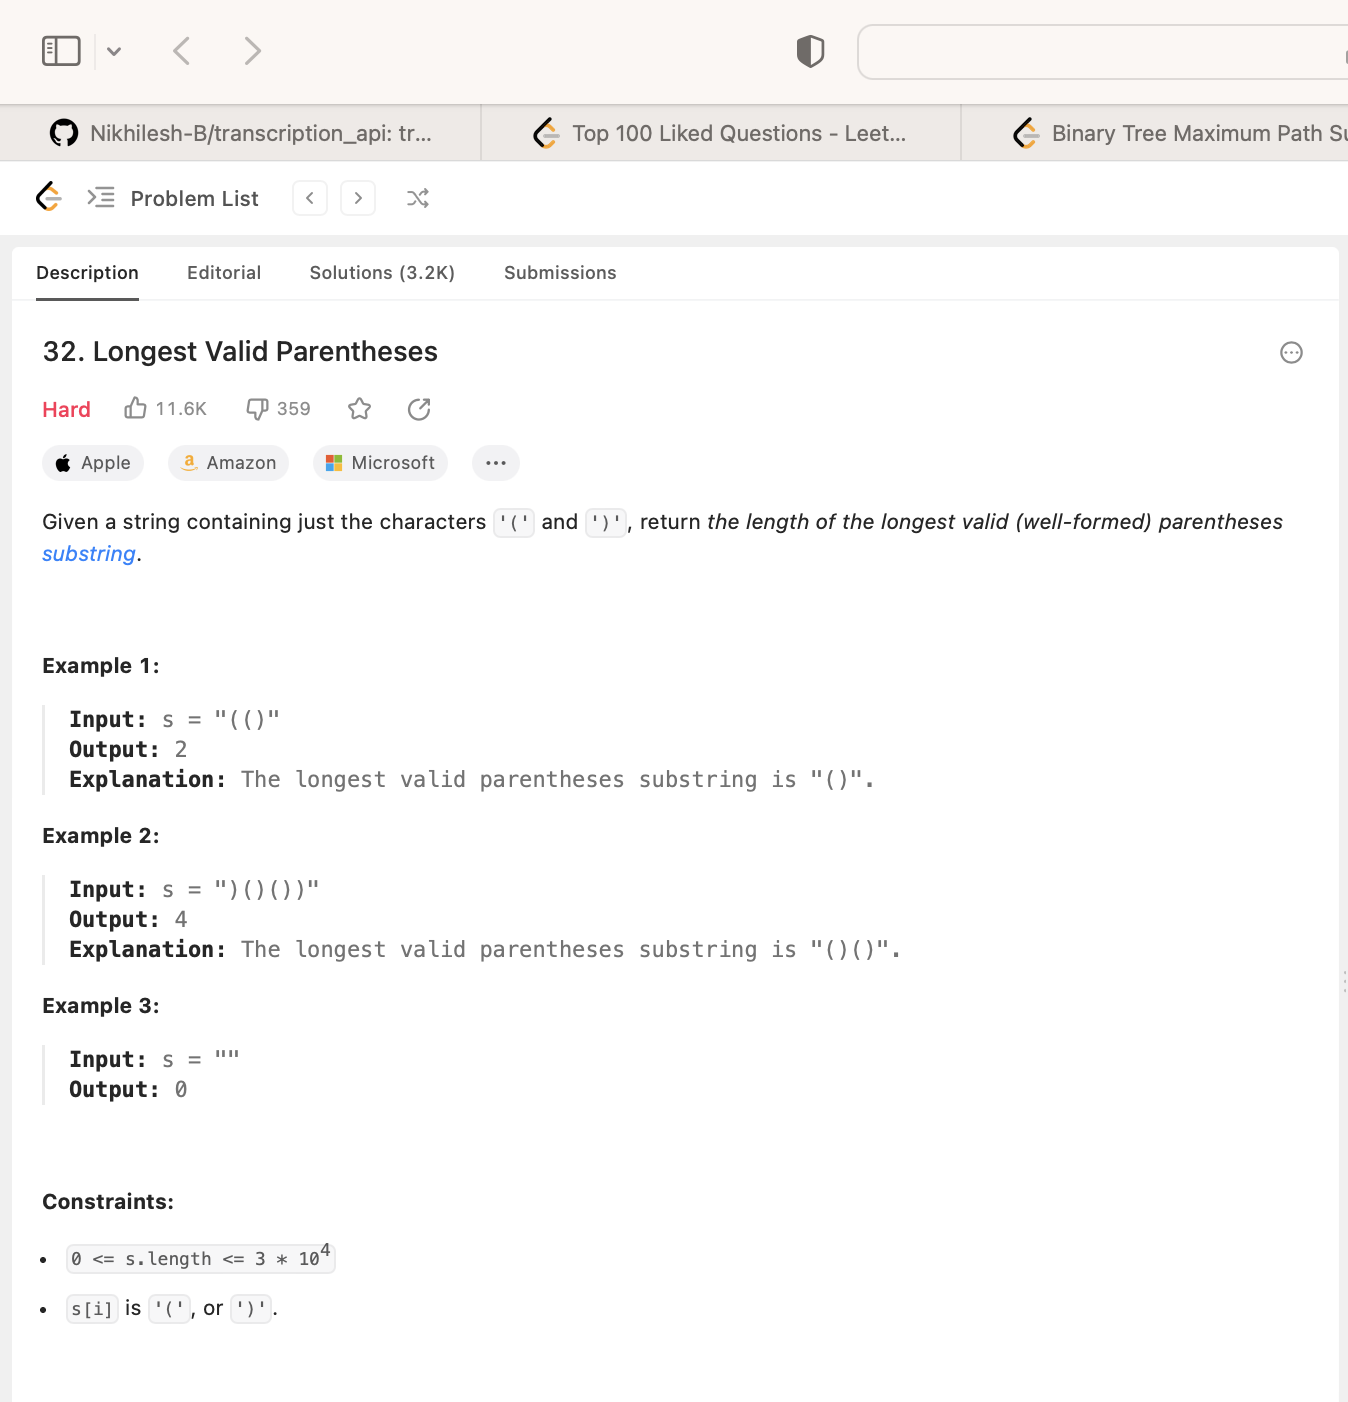 Nikhilesh-B/transcription_api: tr...
Top 100 Liked Questions - Leet...
Binary Tree Maximum Path
Problem List
Description
Editorial
Solutions (3.2K)
Submissions
32. Longest Valid Parentheses
Hard
11.6K
359
Apple
Amazon
Microsoft
Given a string containing just the characters '(' and ')', return the length of the longest valid (well-formed) parentheses
substring.
Example 1:
Input: s = "(()"
Output: 2
Explanation: The longest valid parentheses substring is "()".
Example 2:
Input: s = ")()())"
Output: 4
Explanation: The longest valid parentheses substring is "()()".
Example 3:
Input: s = ""
Output: 0
Constraints:
• 0 <= s.length <= 3 * 10⁴
• s[i] is '(', or ')'.